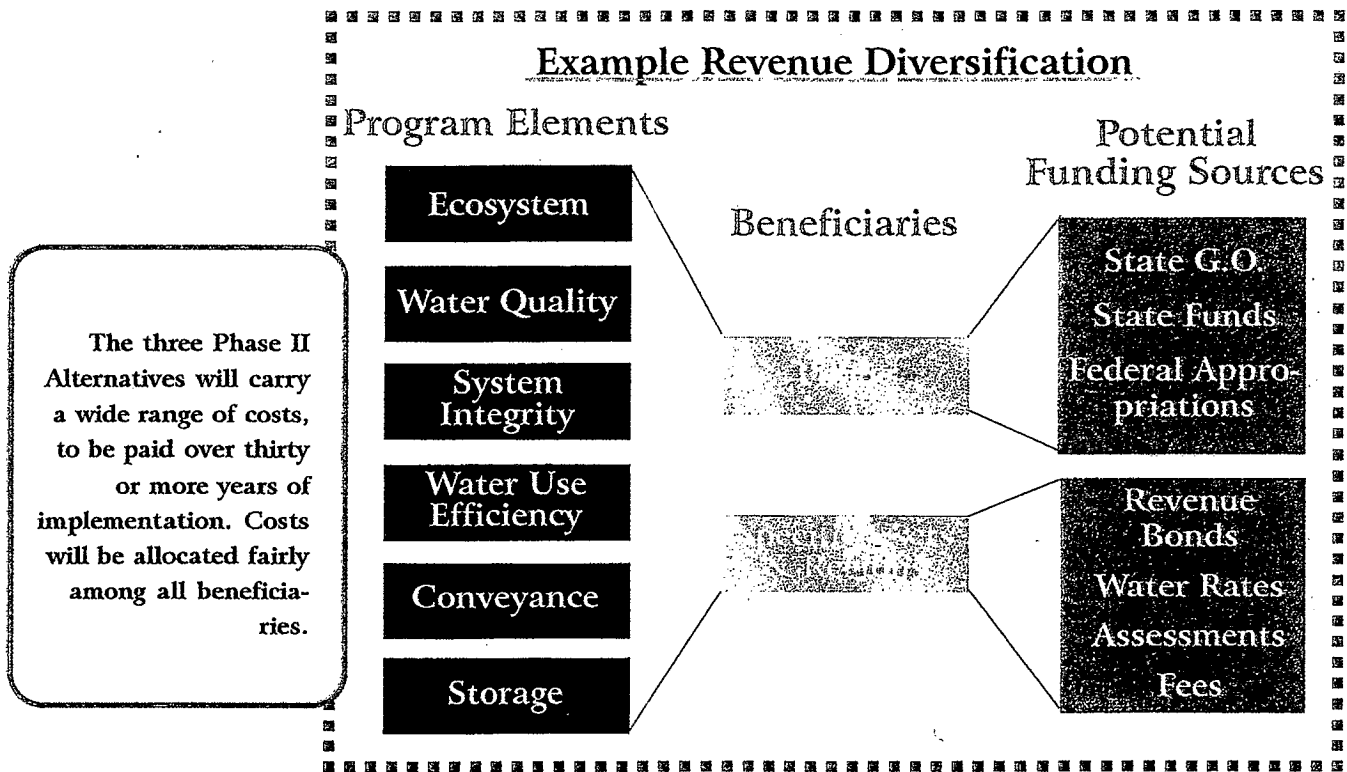 Example Revenue Diversification
Program Elements
Ecosystem
Water Quality
System
Integrity
Water Use
Efficiency
Conveyance
Storage
Beneficiaries
Potential
Funding Sources
State G.O.
State Funds
Federal Appro-
priations
Revenue
Bonds
Water Rates
Assessments
Fees
The three Phase II
Alternatives will carry
a wide range of costs,
to be paid over thirty
or more years of
implementation. Costs
will be allocated fairly
among all beneficia-
ries.